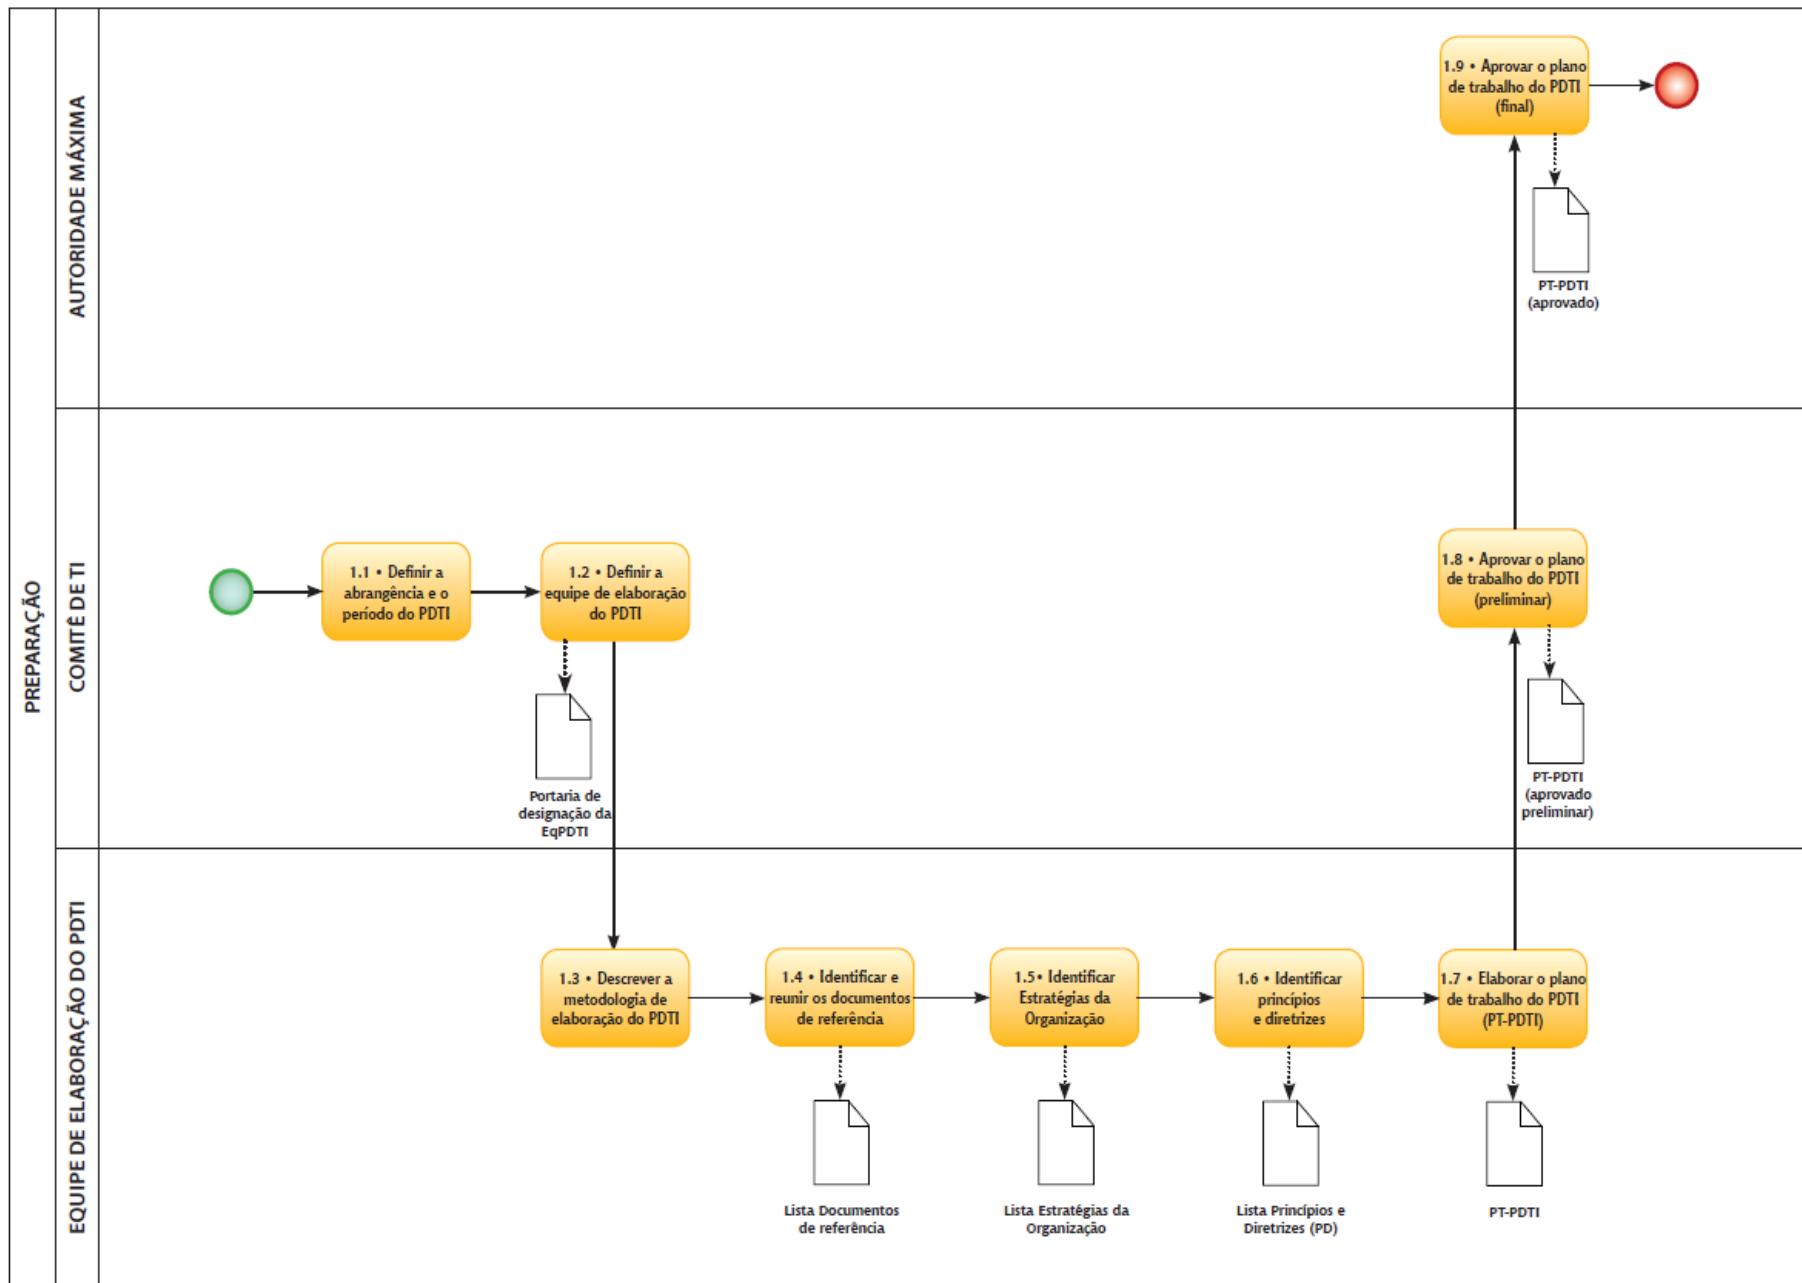 PREPARAÇÃO
AUTORIDADE MÁXIMA
1.9 • Aprovar o plano
de trabalho do PDTI
(final)
PT-PDTI
(aprovado)
COMITÊ DE TI
1.1 • Definir a
abrangência e o
período do PDTI
1.2 • Definir a
equipe de elaboração
do PDTI
Portaria de
designação da
EqPDTI
1.8 • Aprovar o plano
de trabalho do PDTI
(preliminar)
PT-PDTI
(aprovado
preliminar)
EQUIPE DE ELABORAÇÃO DO PDTI
1.3 • Descrever a
metodologia de
elaboração do PDTI
1.4 • Identificar e
reunir os documentos
de referência
Lista Documentos
de referência
1.5• Identificar
Estratégias da
Organização
Lista Estratégias da
Organização
1.6 • Identificar
princípios
e diretrizes
Lista Princípios e
Diretrizes (PD)
1.7 • Elaborar o plano
de trabalho do PDTI
(PT-PDTI)
PT-PDTI